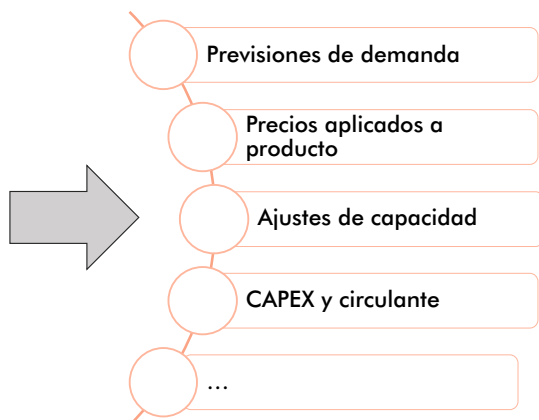 Previsiones de demanda
Precios aplicados a
producto
Ajustes de capacidad
CAPEX y circulante
...